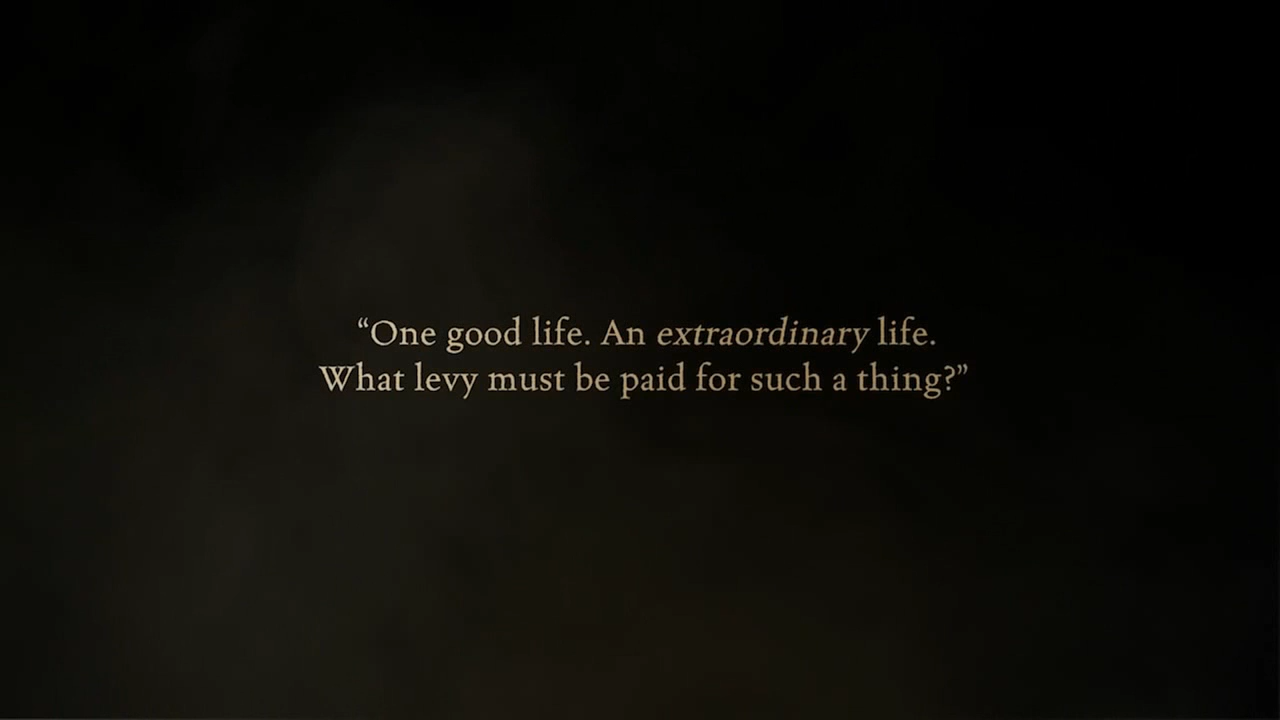 “One good life. An extraordinary life.
What levy must be paid for such a thing?”